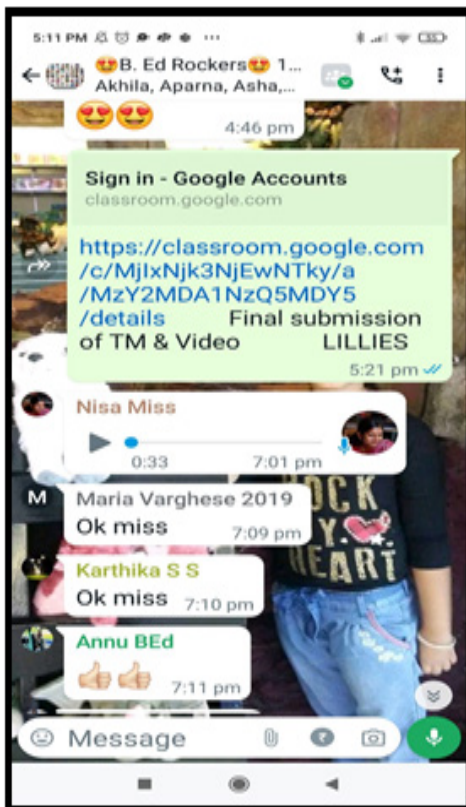 5:11 PM
😍B. Ed Rockers😍 1...
Akhila, Aparna, Asha,...
😍😍
4:46 pm
Sign in - Google Accounts
classroom.google.com
https://classroom.google.com
/c/MjIxNjk3NjEwNTky/a
/MzY2MDA1NzQ5MDY5
/details Final submission
of TM & Video LILLIES
5:21 pm
Nisa Miss
0:33 7:01 pm
M
Maria Varghese 2019
Ok miss 7:09 pm
Karthika S S
Ok miss 7:10 pm
Annu BEd
👍🏻👍🏻
7:11 pm
Message